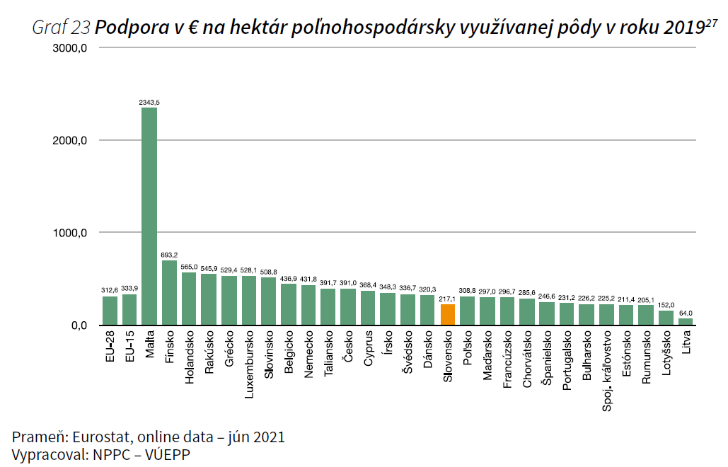 Graf 23 Podpora v € na hektár poľnohospodársky využívanej pôdy v roku 2019²⁷
3000,0
2000,0
1000,0
0,0
312,6
333,9
2343,5
693,2
565,0
545,9
529,4
528,1
508,8
436,9
431,8
391,7
391,0
368,4
348,3
336,7
320,3
217,1
308,8
297,0
296,7
285,6
246,6
231,2
226,2
225,2
211,4
205,1
152,0
64,0
EU-28
EU-15
Malta
Fínsko
Holandsko
Rakúsko
Grécko
Luxembursko
Slovinsko
Belgicko
Nemecko
Taliansko
Česko
Cyprus
Írsko
Švédsko
Dánsko
Slovensko
Poľsko
Maďarsko
Francúzsko
Chorvátsko
Španielsko
Portugalsko
Bulharsko
Spoj. kráľovstvo
Estónsko
Rumunsko
Lotyšsko
Litva
Prameň: Eurostat, online data – jún 2021
Vypracoval: NPPC – VÚEPP